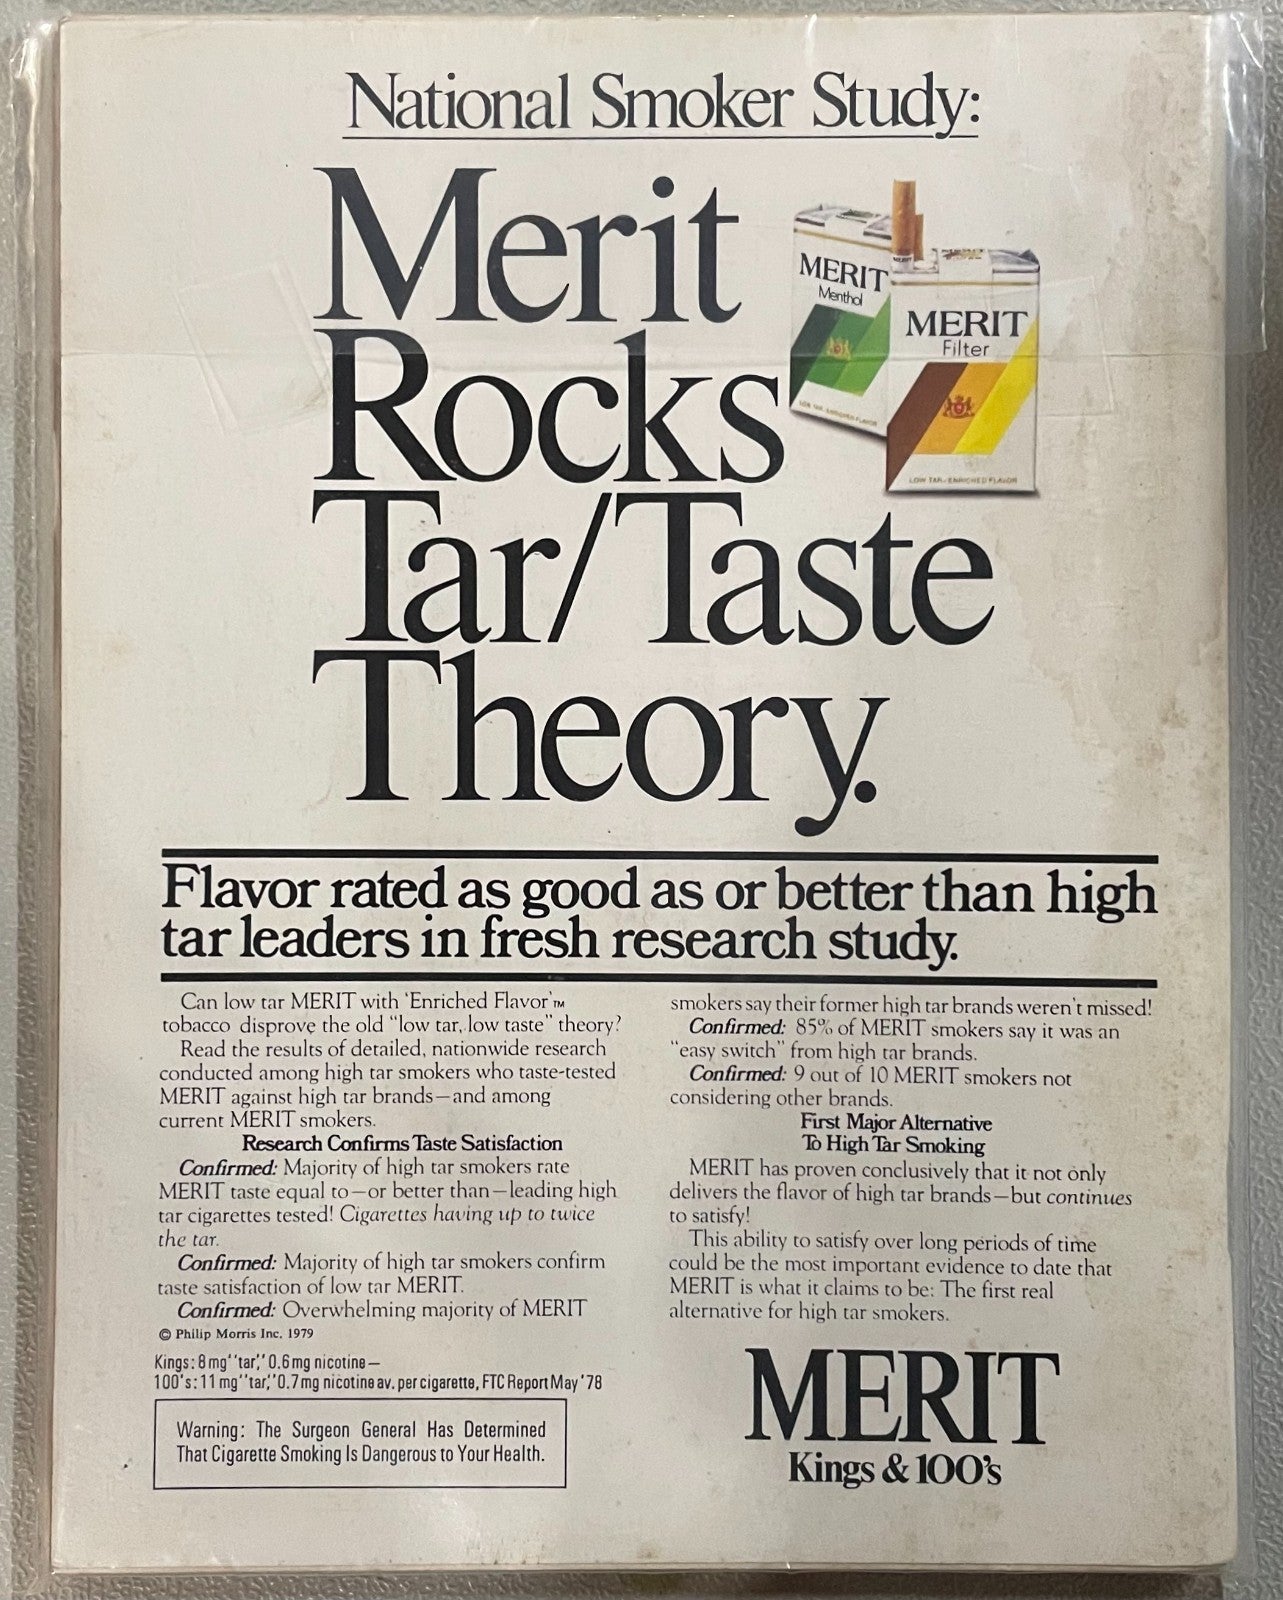 National Smoker Study:
Merit
Rocks
Tar/Taste
Theory.
MERIT
Menthol
LOW TAR-ENRICHED FLAVOR
MERIT
Filter
LOW TAR-ENRICHED FLAVOR
Flavor rated as good as or better than high
tar leaders in fresh research study.
Can low tar MERIT with 'Enriched Flavor'™
tobacco disprove the old "low tar, low taste" theory?
Read the results of detailed, nationwide research
conducted among high tar smokers who taste-tested
MERIT against high tar brands—and among
current MERIT smokers.
Research Confirms Taste Satisfaction
Confirmed: Majority of high tar smokers rate
MERIT taste equal to—or better than—leading high
tar cigarettes tested! Cigarettes having up to twice
the tar.
Confirmed: Majority of high tar smokers confirm
taste satisfaction of low tar MERIT.
Confirmed: Overwhelming majority of MERIT
© Philip Morris Inc. 1979
Kings: 8 mg "tar," 0.6 mg nicotine—
100's: 11 mg "tar," 0.7 mg nicotine av. per cigarette, FTC Report May '78
Warning: The Surgeon General Has Determined
That Cigarette Smoking Is Dangerous to Your Health.
smokers say their former high tar brands weren't missed!
Confirmed: 85% of MERIT smokers say it was an
"easy switch" from high tar brands.
Confirmed: 9 out of 10 MERIT smokers not
considering other brands.
First Major Alternative
To High Tar Smoking
MERIT has proven conclusively that it not only
delivers the flavor of high tar brands—but continues
to satisfy!
This ability to satisfy over long periods of time
could be the most important evidence to date that
MERIT is what it claims to be: The first real
alternative for high tar smokers.
MERIT
Kings & 100's